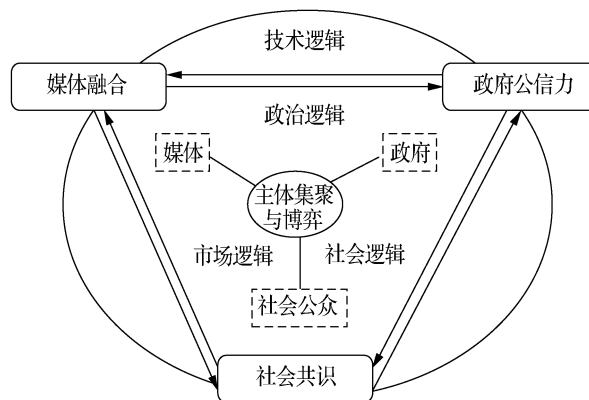 技术逻辑
媒体融合
政府公信力
政治逻辑
媒体
政府
主体集聚
与博弈
市场逻辑
社会逻辑
社会公众
社会共识